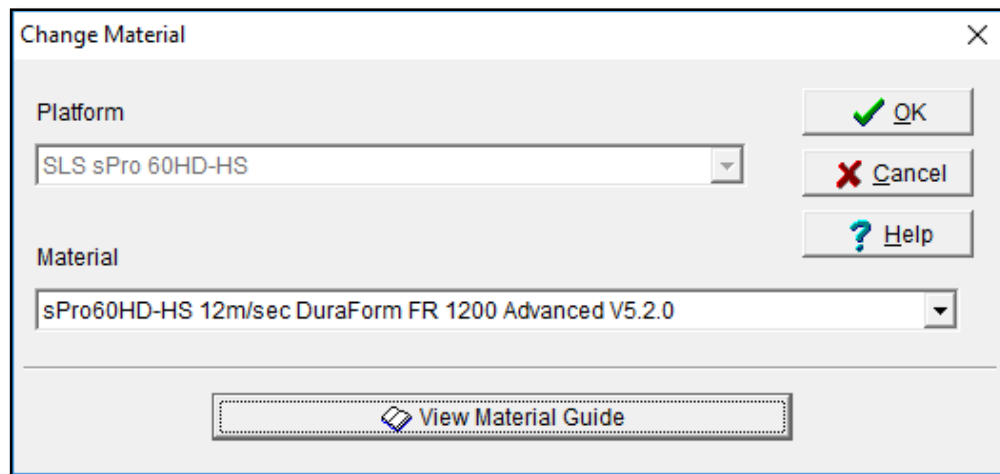 Change Material
Platform
OK
SLS sPro 60HD-HS
Cancel
Help
Material
sPro60HD-HS 12m/sec DuraForm FR 1200 Advanced V5.2.0
View Material Guide